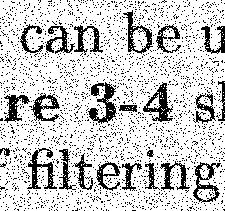 can be
re 3-4
filtering